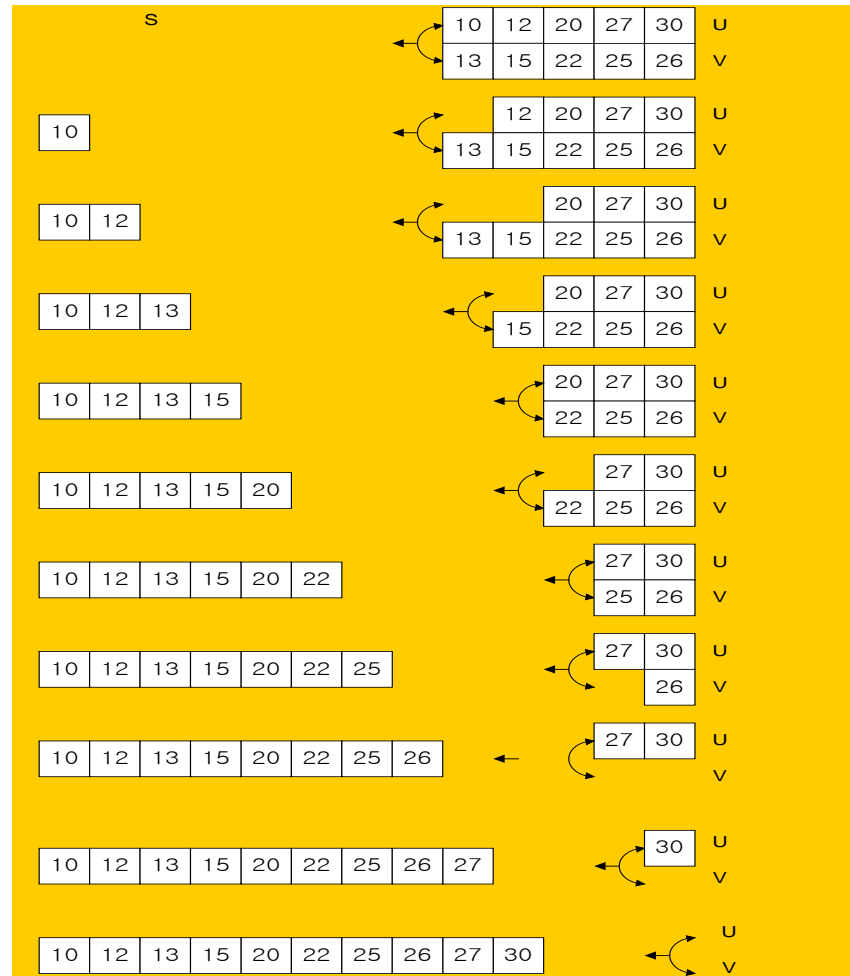 S
10 12 20 27 30 U
13 15 22 25 26 V
12 20 27 30 U
10
13 15 22 25 26 V
20 27 30 U
10 12
13 15 22 25 26 V
20 27 30 U
10 12 13
15 22 25 26 V
20 27 30 U
10 12 13 15
22 25 26 V
27 30 U
10 12 13 15 20
22 25 26 V
27 30 U
10 12 13 15 20 22
25 26 V
27 30 U
10 12 13 15 20 22 25
26 V
27 30 U
10 12 13 15 20 22 25 26
V
30 U
10 12 13 15 20 22 25 26 27
V
U
10 12 13 15 20 22 25 26 27 30
V